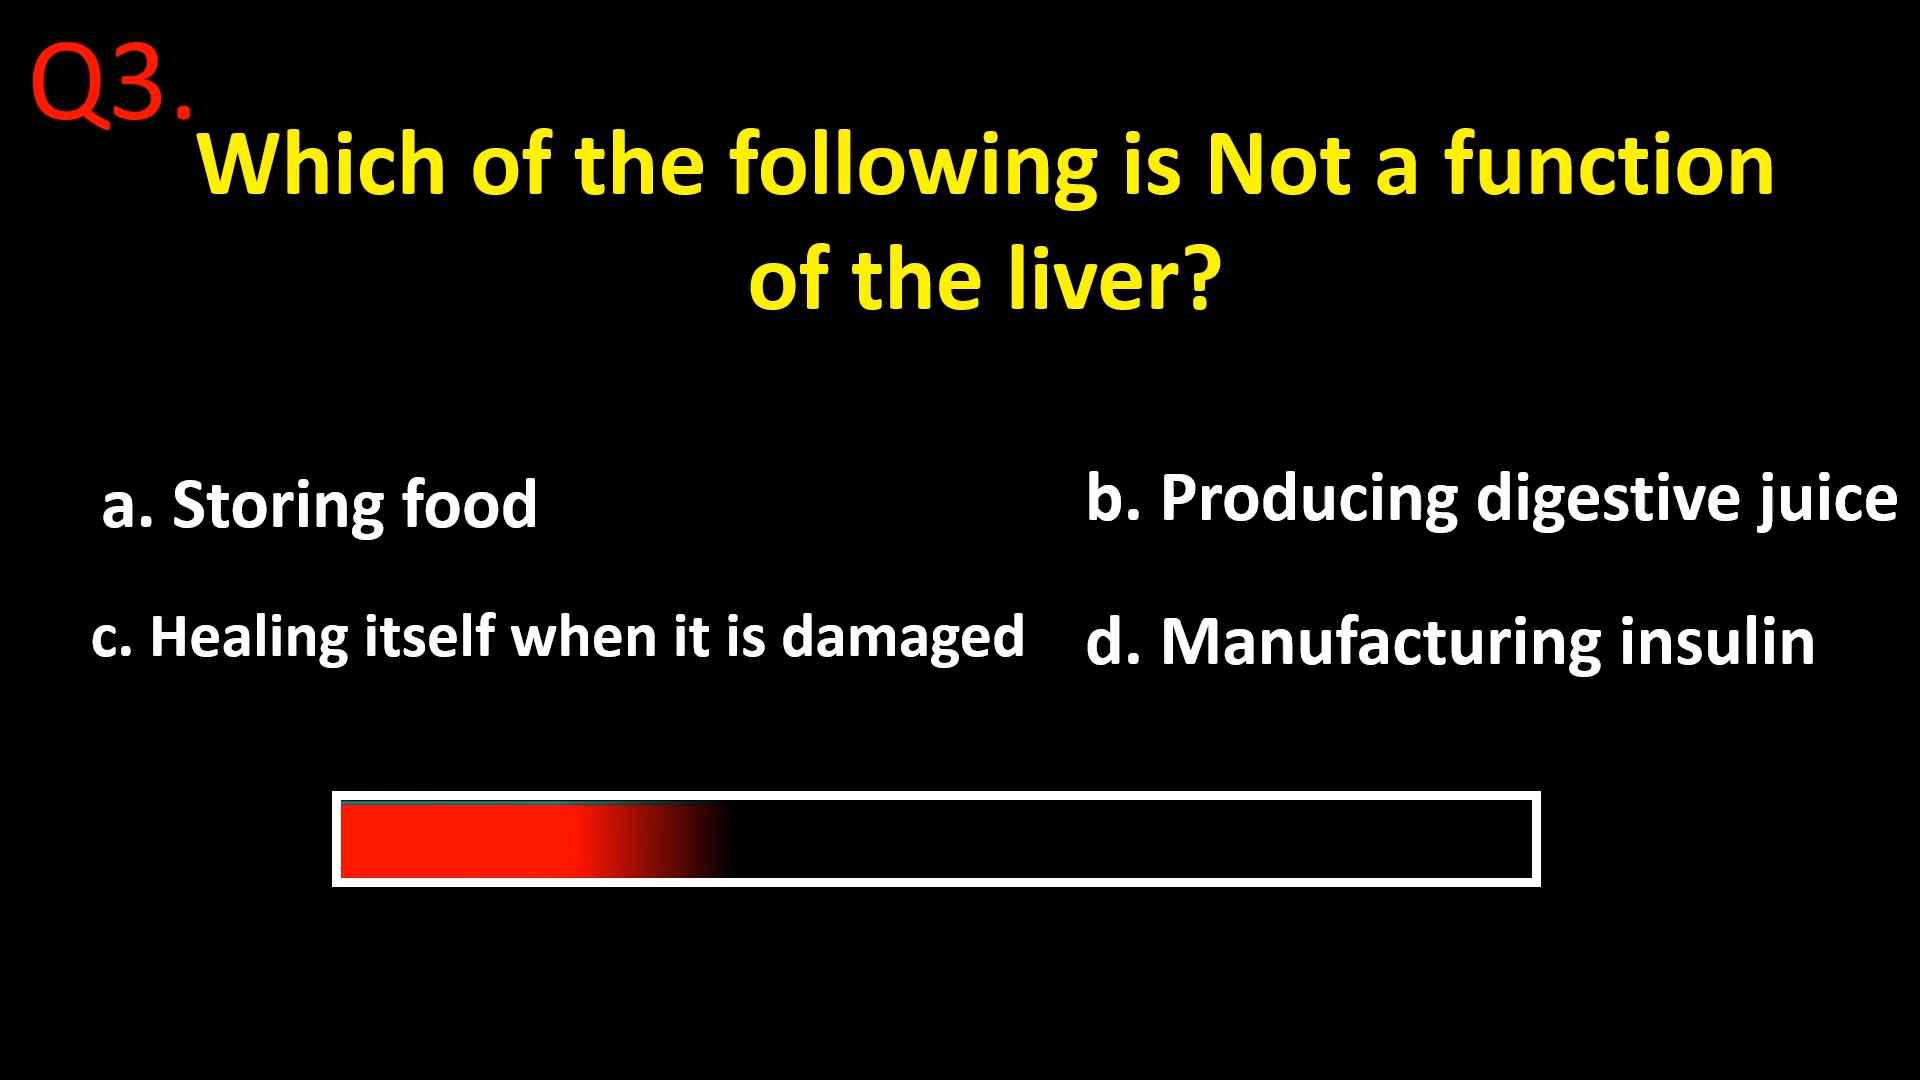 Q3.
Which of the following is Not a function
of the liver?
a. Storing food
b. Producing digestive juice
c. Healing itself when it is damaged
d. Manufacturing insulin